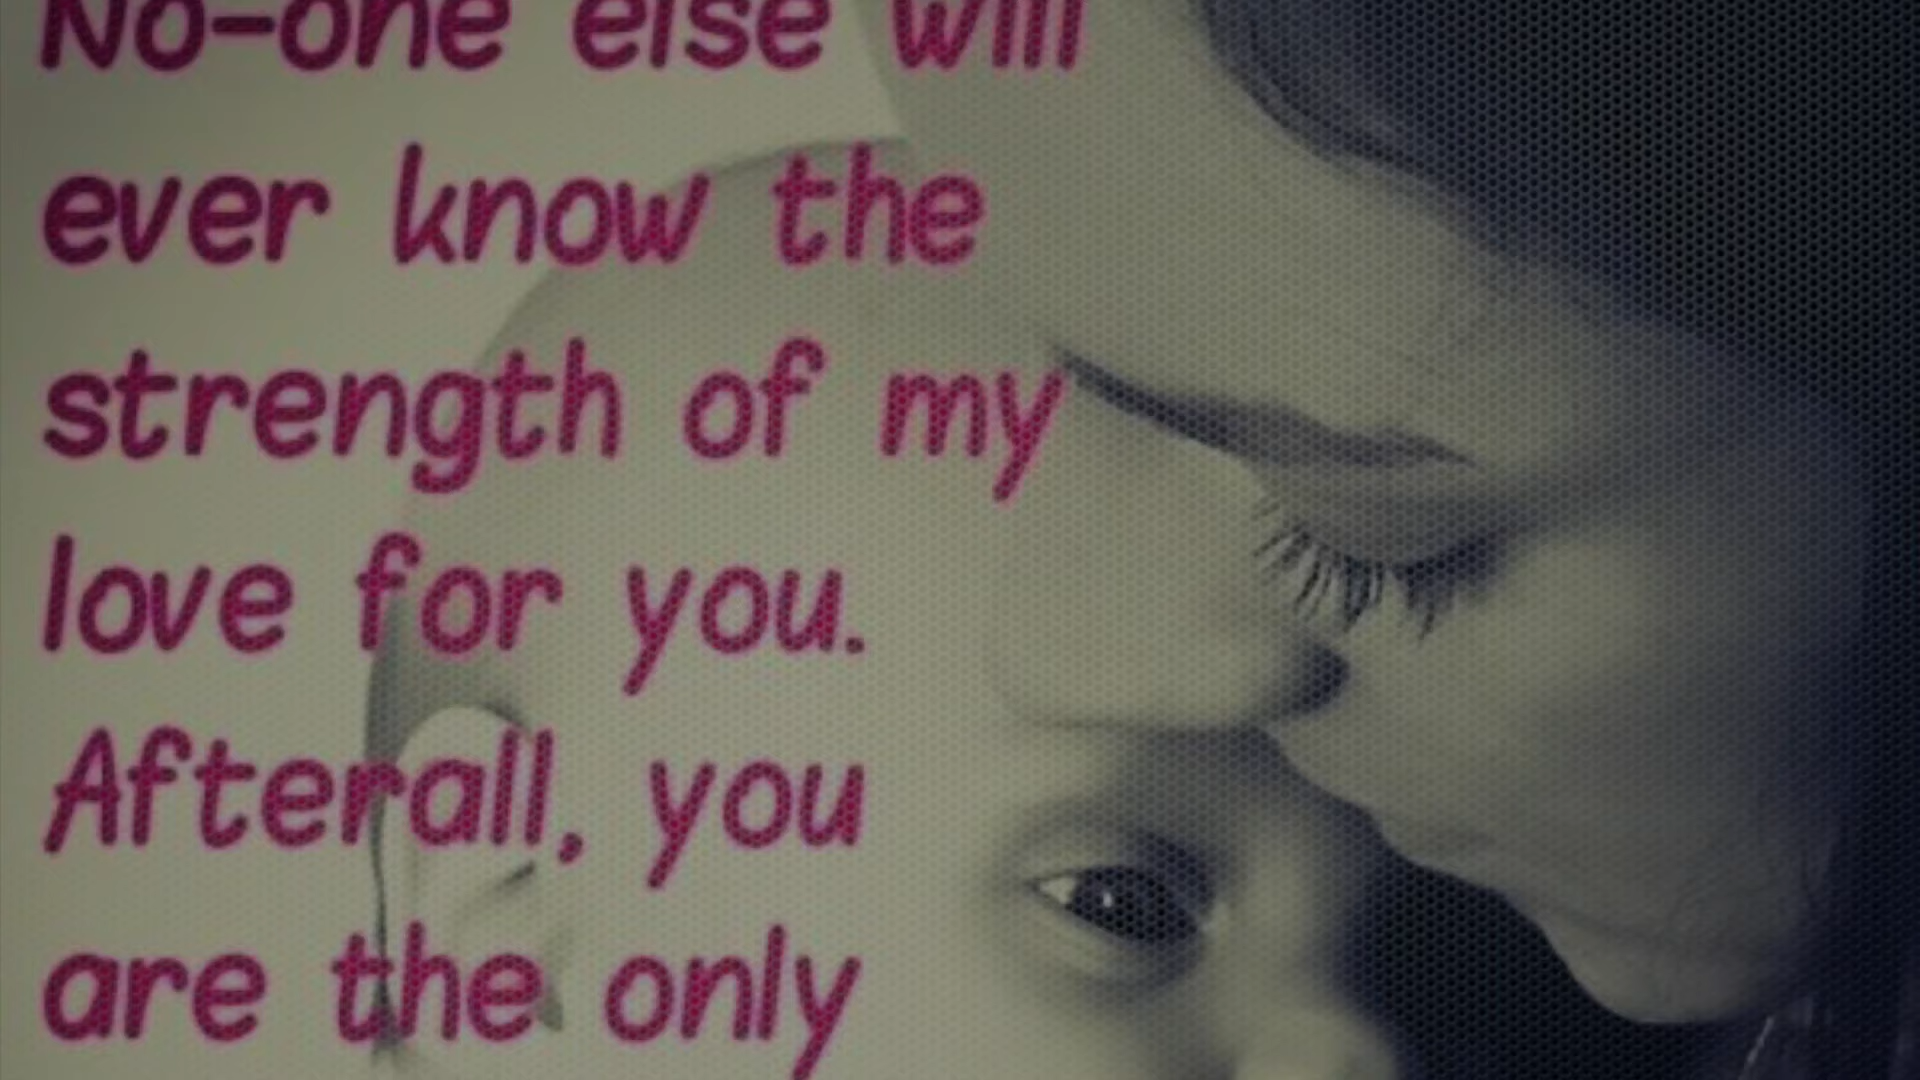 No-one else will
ever know the
strength of my
love for you.
Afterall, you
are the only